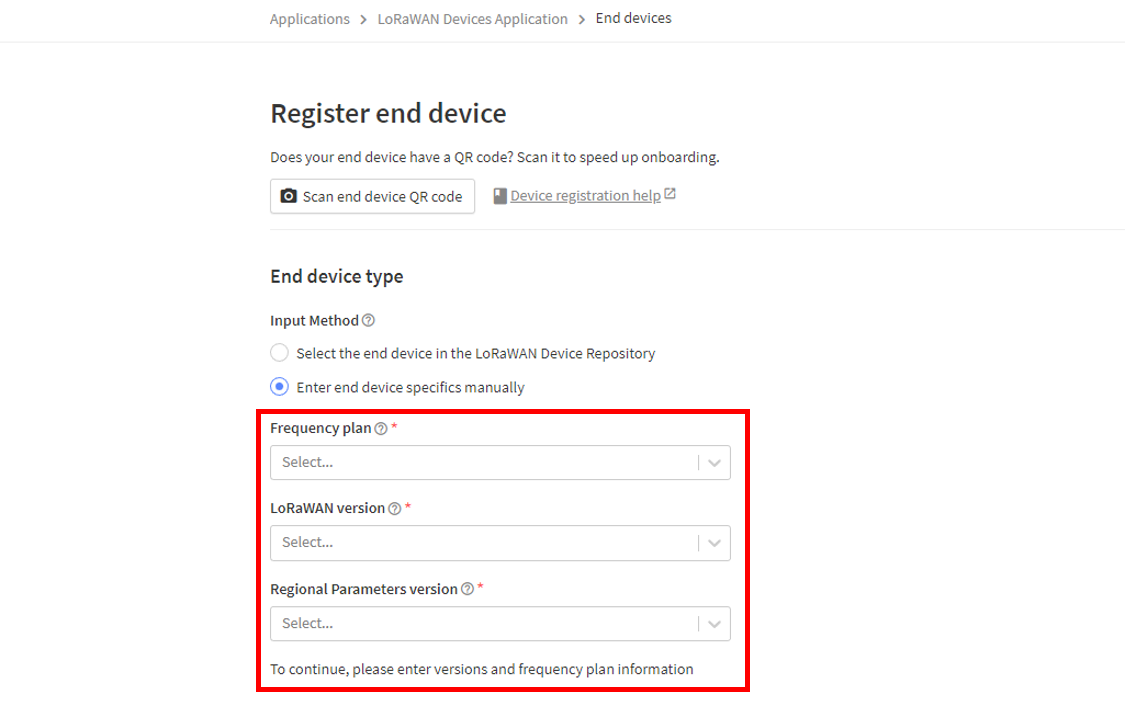 Applications > LoRaWAN Devices Application > End devices
Register end device
Does your end device have a QR code? Scan it to speed up onboarding.
Scan end device QR code Device registration help
End device type
Input Method
Select the end device in the LoRaWAN Device Repository
Enter end device specifics manually
Frequency plan *
Select...
LoRaWAN version *
Select...
Regional Parameters version *
Select...
To continue, please enter versions and frequency plan information